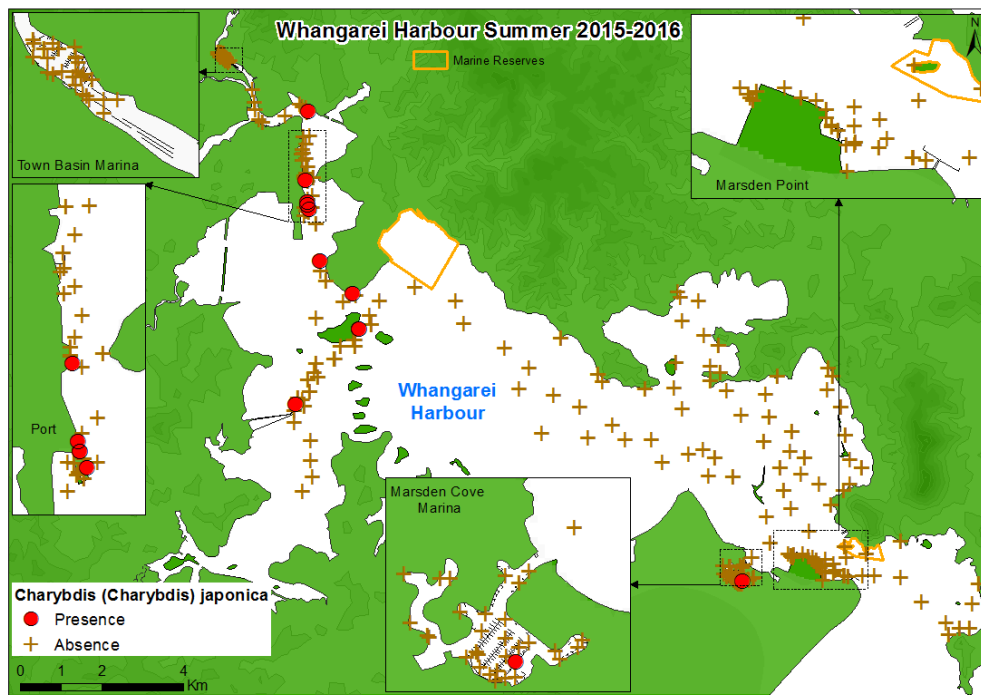 Whangarei Harbour Summer 2015-2016
Marine Reserves
N
Town Basin Marina
Marsden Point
Port
Whangarei
Harbour
Marsden Cove
Marina
Charybdis (Charybdis) japonica
Presence
Absence
0 1 2 4
Km